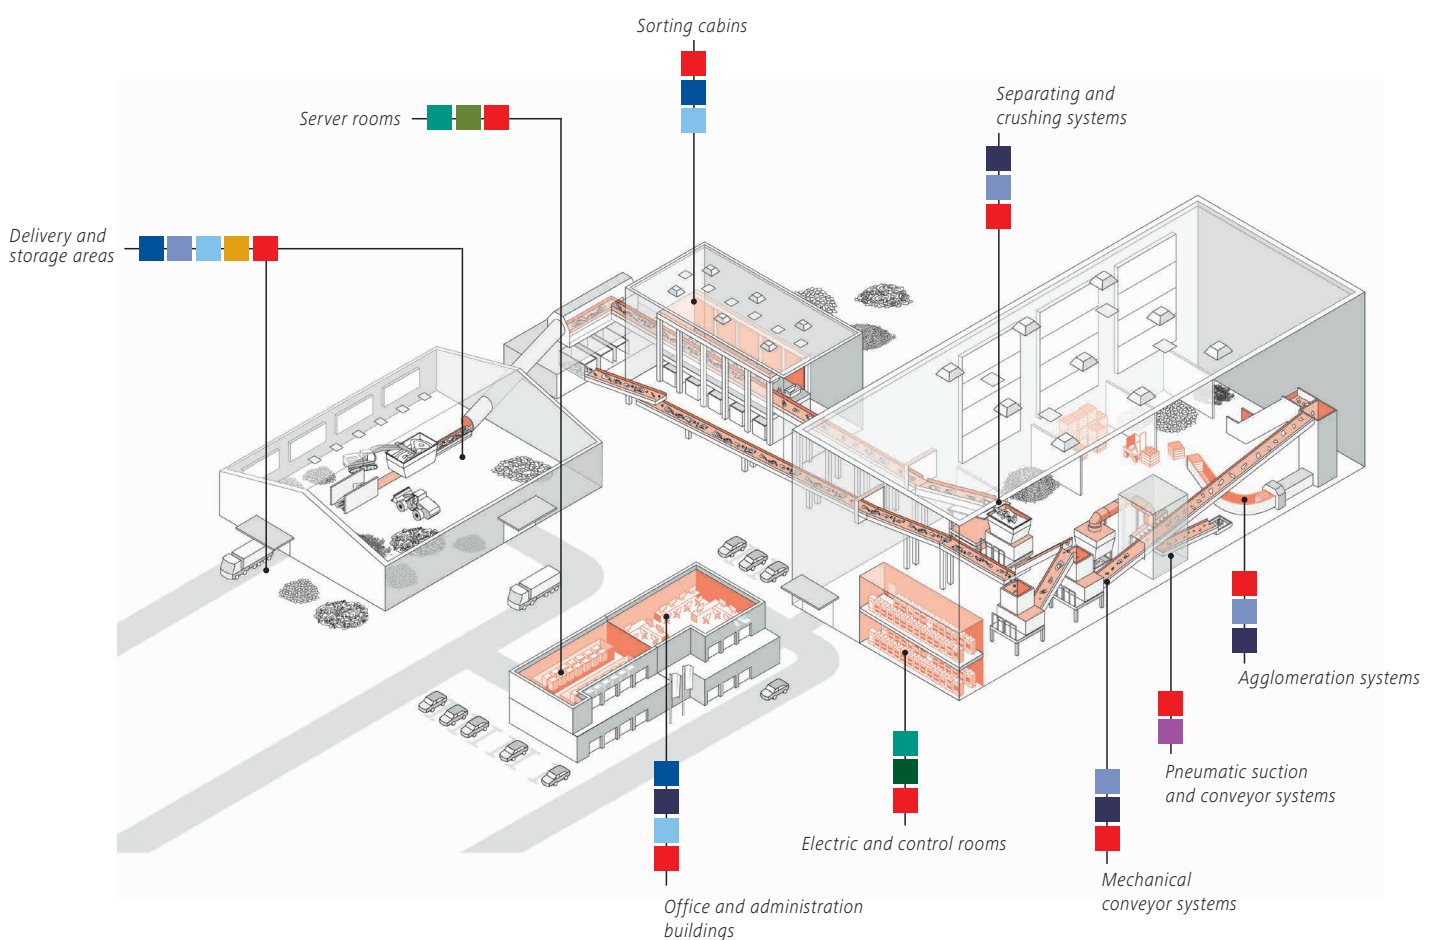 Sorting cabins
Separating and
crushing systems
Server rooms
Delivery and
storage areas
Agglomeration systems
Pneumatic suction
and conveyor systems
Electric and control rooms
Mechanical
conveyor systems
Office and administration
buildings